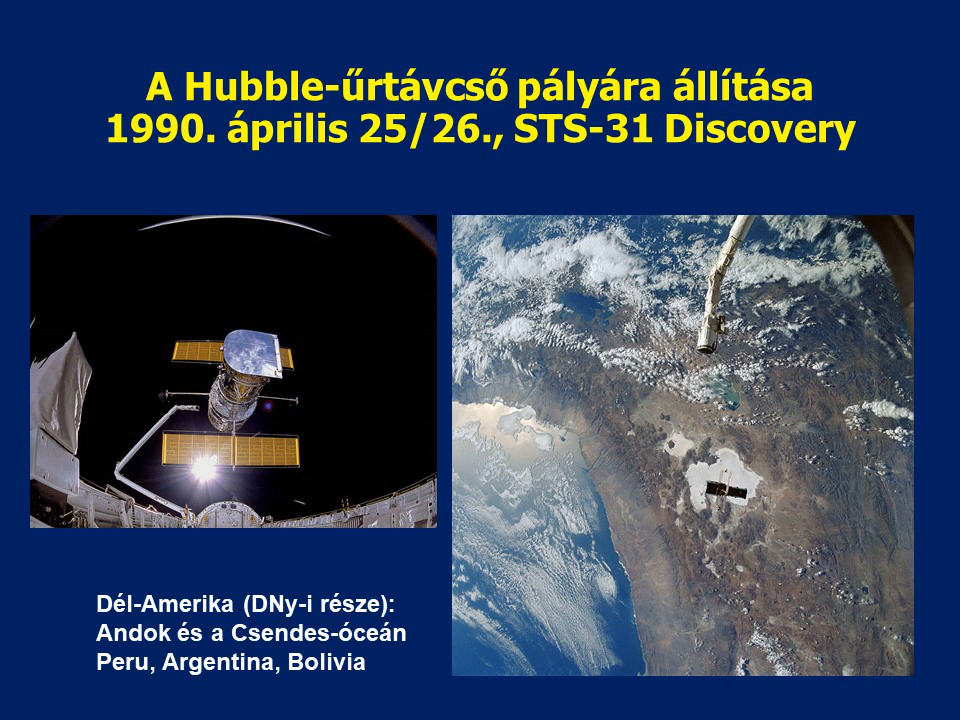 A Hubble-űrtávcső pályára állítása
1990. április 25/26., STS-31 Discovery
Dél-Amerika (DNy-i része):
Andok és a Csendes-óceán
Peru, Argentina, Bolivia